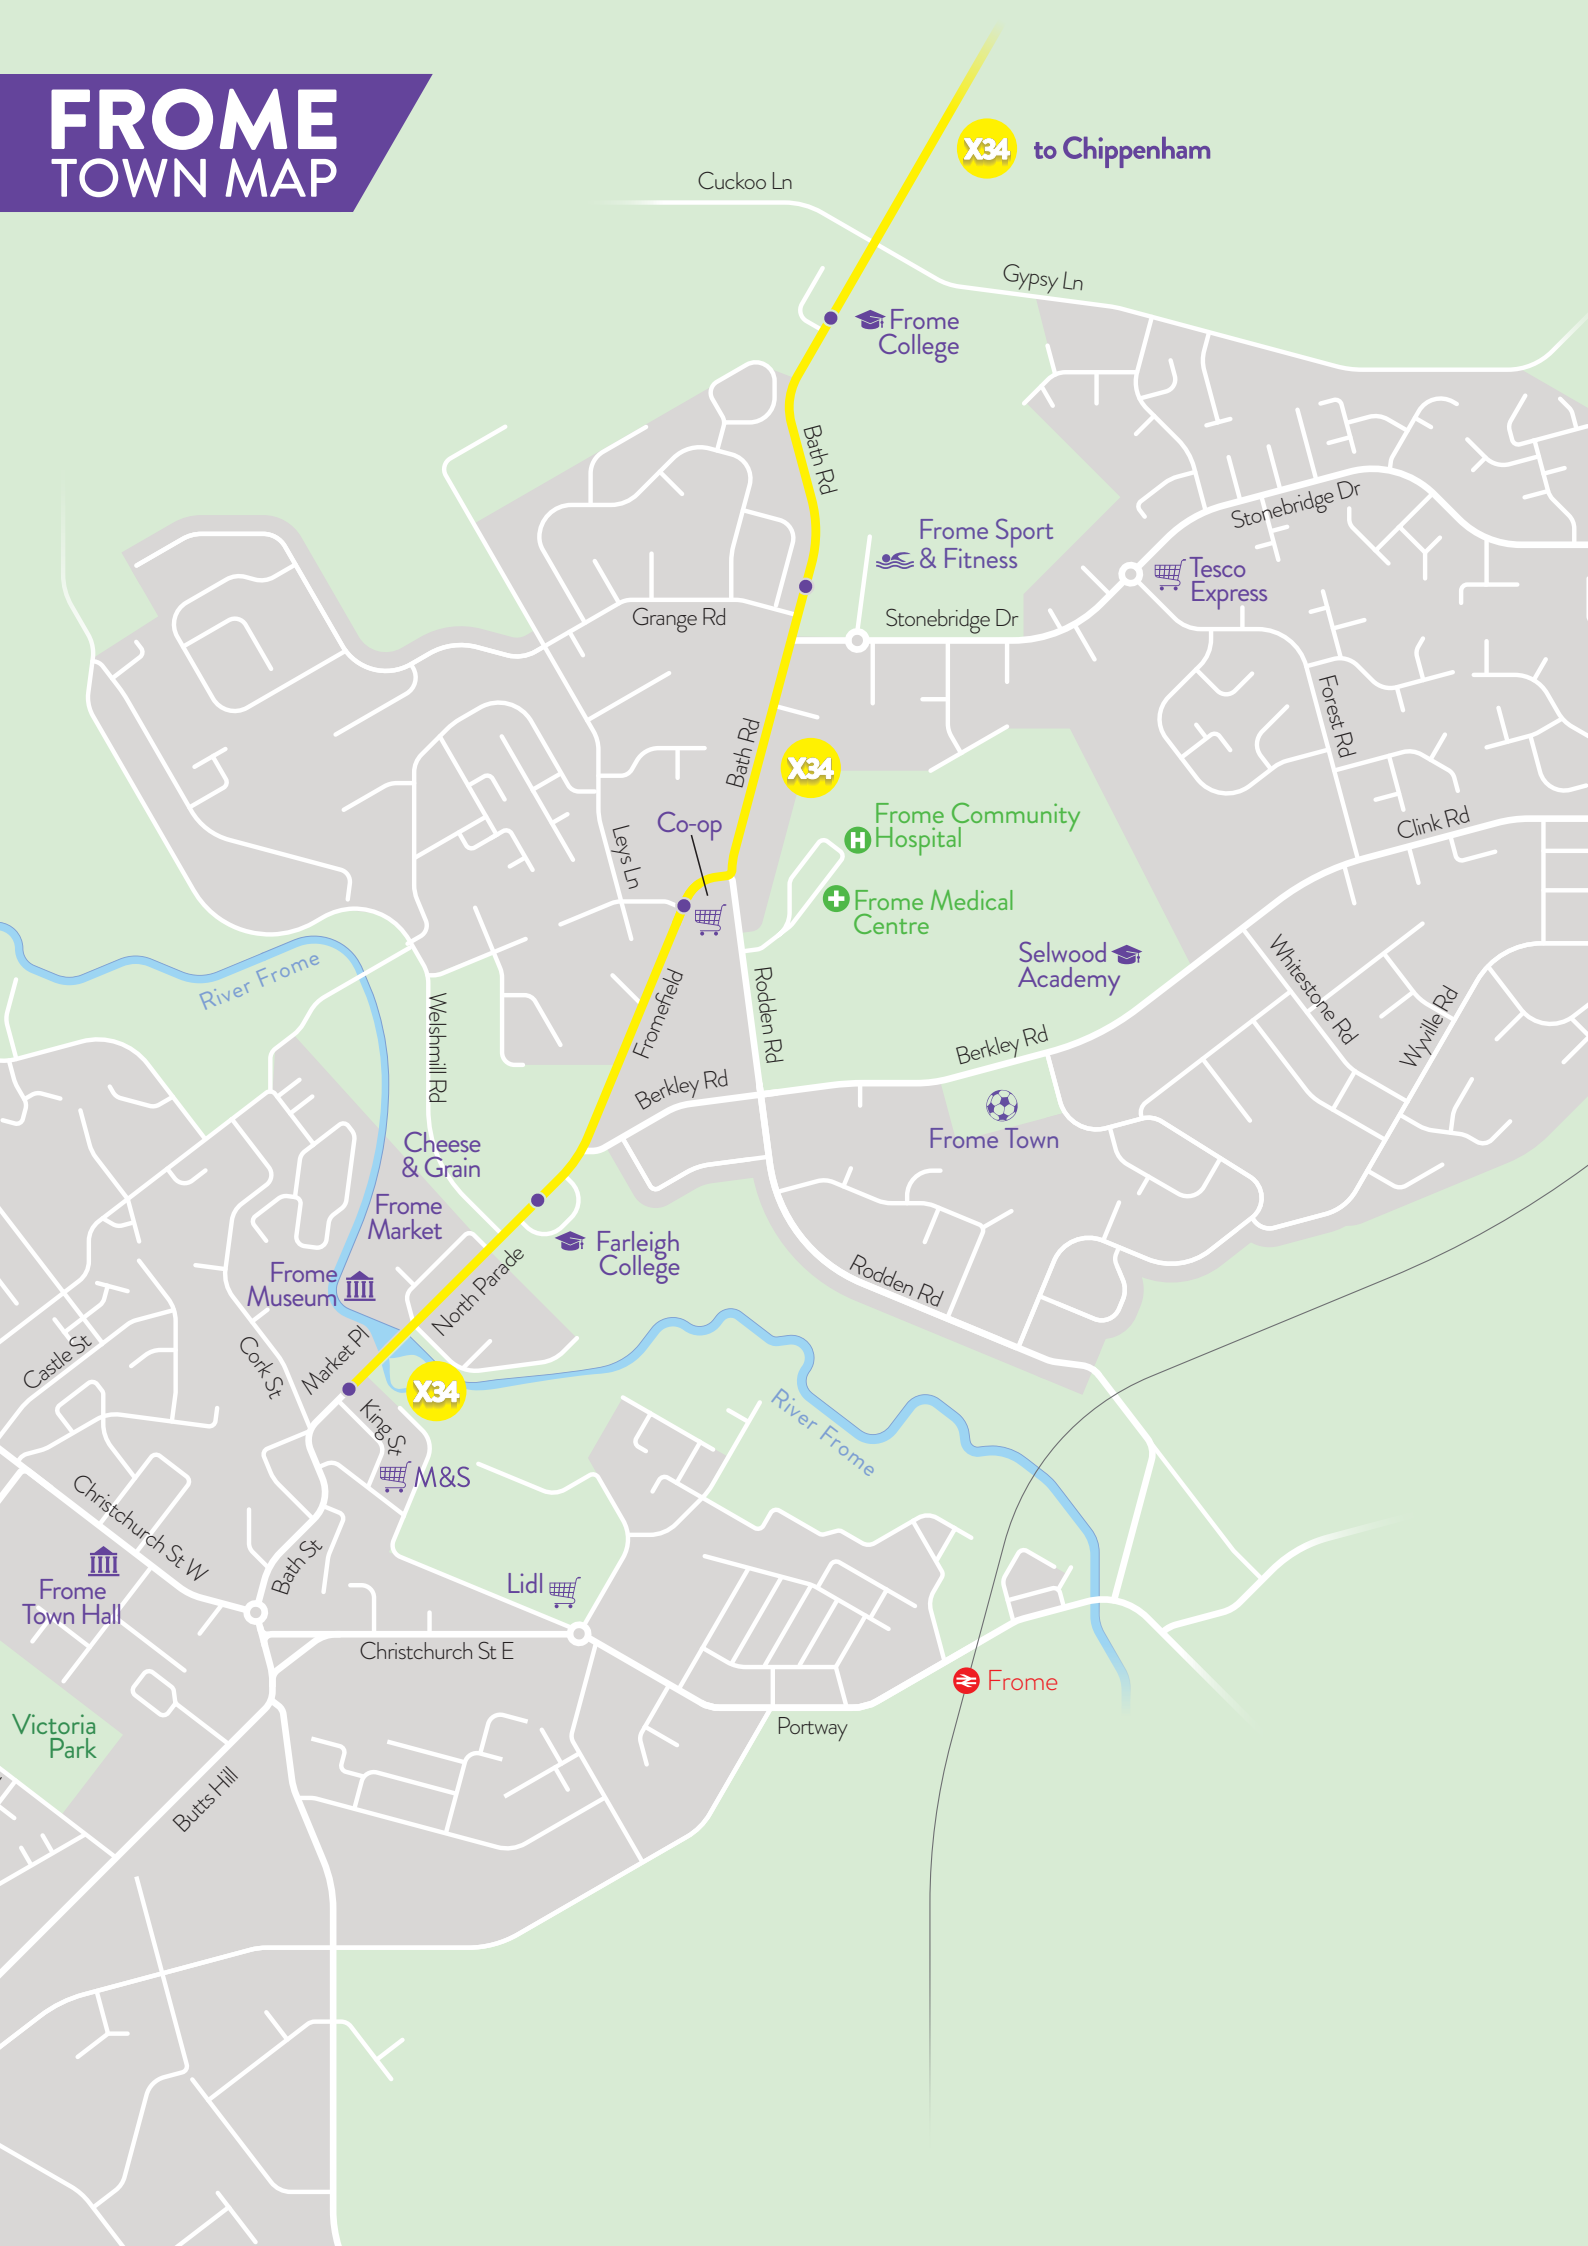 FROME
TOWN MAP
X34 to Chippenham
Cuckoo Ln
Gypsy Ln
Frome
College
Bath Rd
Stonebridge Dr
Frome Sport
& Fitness
Tesco
Express
Grange Rd
Stonebridge Dr
Forest Rd
Bath Rd
X34
Co-op
Leys Ln
Frome Community
Hospital
Clink Rd
Frome Medical
Centre
Selwood
Academy
Whitestone Rd
River Frome
Welshmill Rd
Fromefield
Rodden Rd
Wyville Rd
Berkley Rd
Berkley Rd
Frome Town
Cheese
& Grain
Frome
Market
Farleigh
College
Frome
Museum
North Parade
Rodden Rd
Castle St
Cork St
Market Pl
X34
King St
River Frome
M&S
Christchurch St W
Bath St
Frome
Town Hall
Lidl
Christchurch St E
Frome
Portway
Victoria
Park
Butts Hill